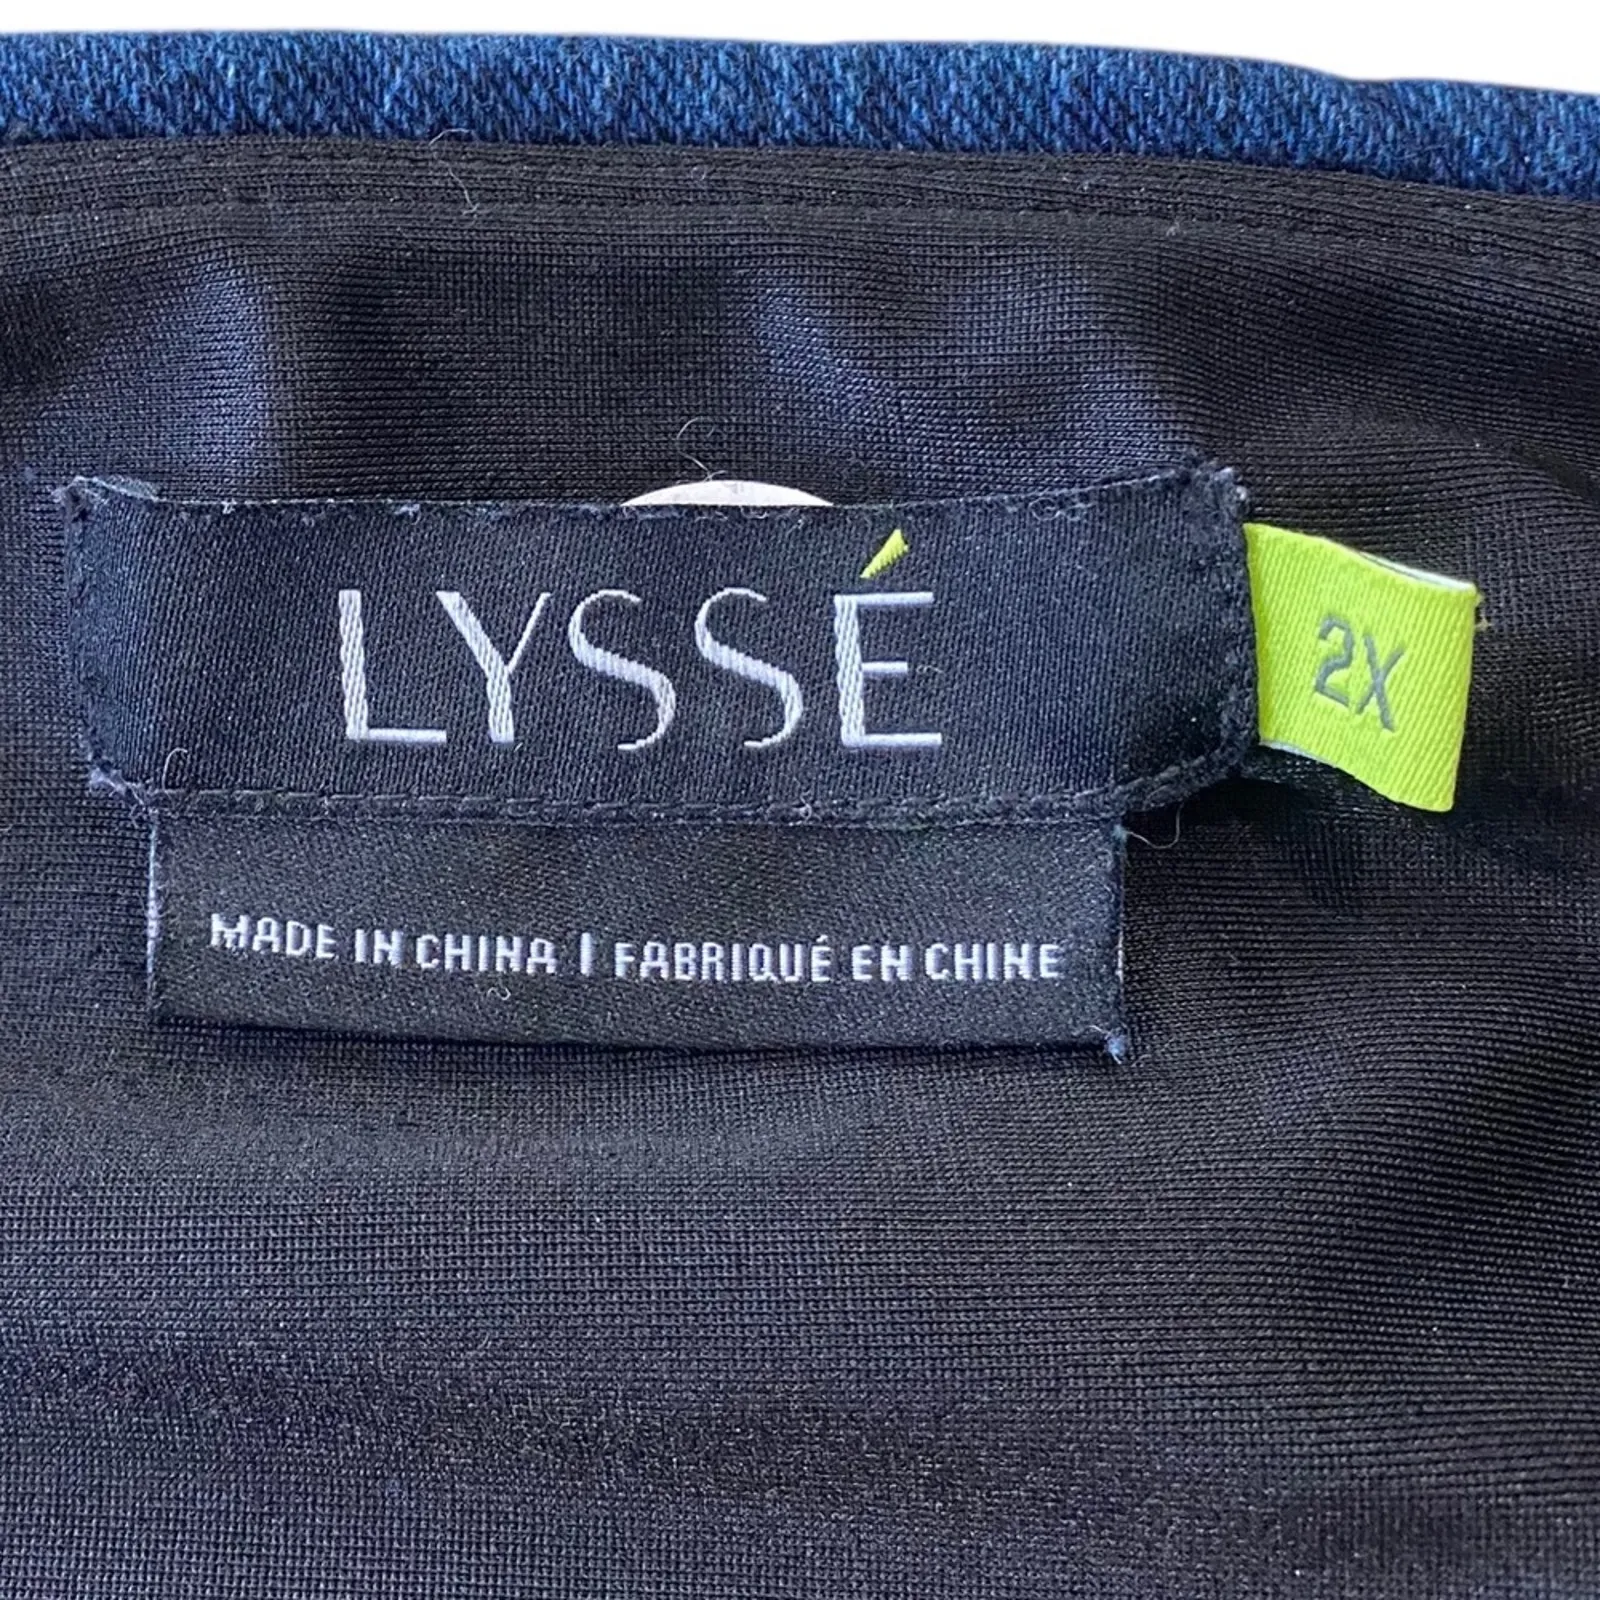 LYSSÉ
2X
MADE IN CHINA | FABRIQUÉ EN CHINE